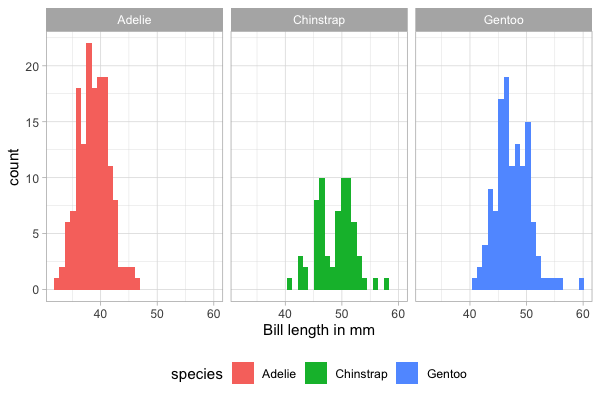 Adelie Chinstrap Gentoo
20
15
10
5
0
count
40 50 60 40 50 60 40 50 60
Bill length in mm
species Adelie Chinstrap Gentoo